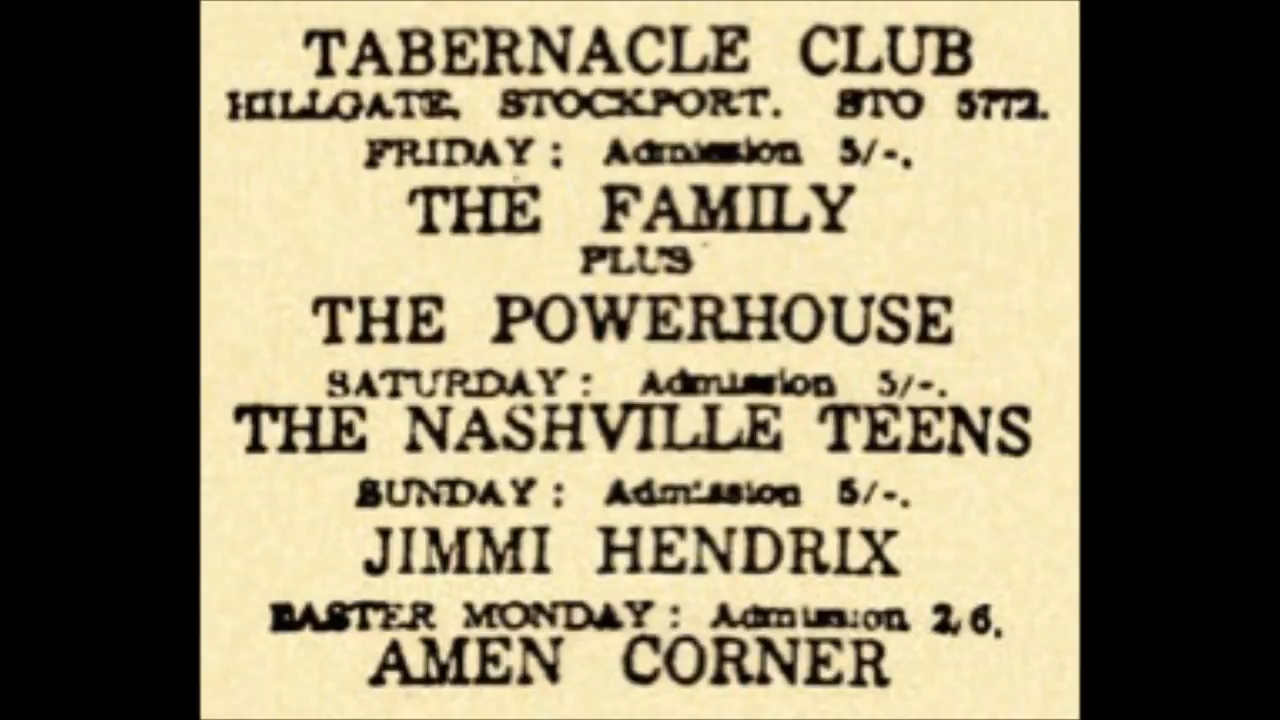 TABERNACLE CLUB
HILLGATE, STOCKPORT. STO 5772.
FRIDAY: Admission 5/-.
THE FAMILY
PLUS
THE POWERHOUSE
SATURDAY: Admission 5/-.
THE NASHVILLE TEENS
SUNDAY: Admission 5/-.
JIMMI HENDRIX
EASTER MONDAY: Admission 2/6.
AMEN CORNER